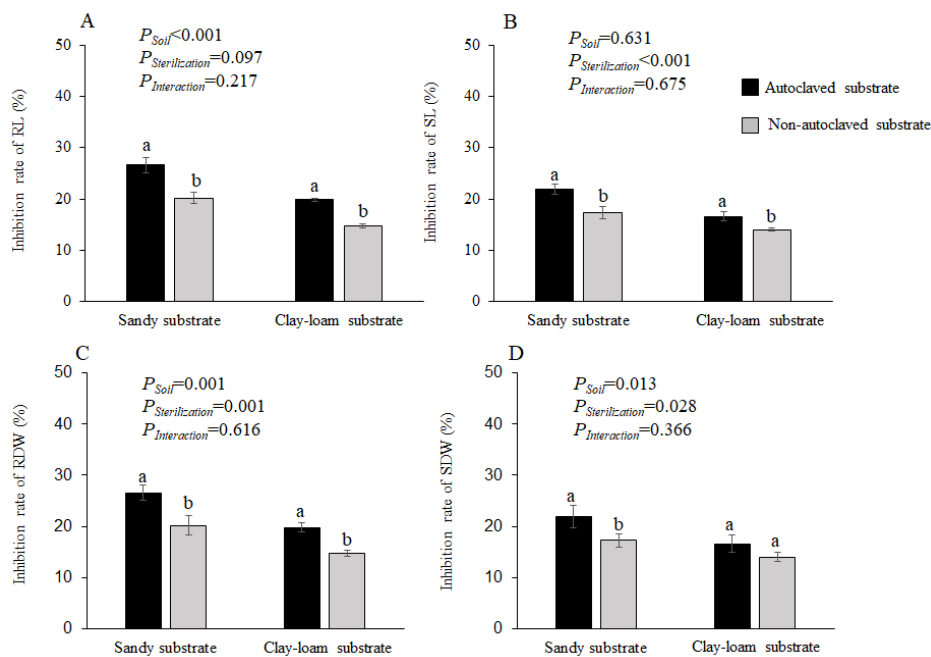 A
P_Soil<0.001
P_Sterilization=0.097
P_Interaction=0.217
Inhibition rate of RL (%)
50
40
30
20
10
0
a
b
a
b
Sandy substrate
Clay-loam substrate
B
P_Soil=0.631
P_Sterilization<0.001
P_Interaction=0.675
Autoclaved substrate
Non-autoclaved substrate
Inhibition rate of SL (%)
50
40
30
20
10
0
a
b
a
b
Sandy substrate
Clay-loam substrate
C
P_Soil=0.001
P_Sterilization=0.001
P_Interaction=0.616
Inhibition rate of RDW (%)
50
40
30
20
10
0
a
b
a
b
Sandy substrate
Clay-loam substrate
D
P_Soil=0.013
P_Sterilization=0.028
P_Interaction=0.366
Inhibition rate of SDW (%)
50
40
30
20
10
0
a
b
a
a
Sandy substrate
Clay-loam substrate